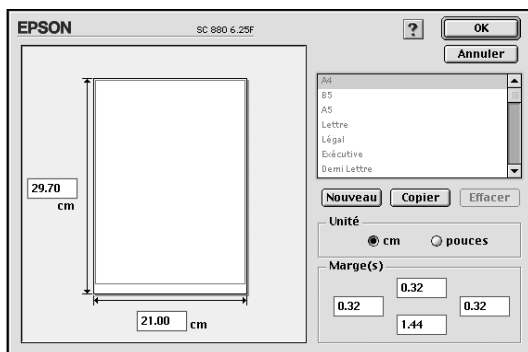 EPSON SC 880 6.25F ? OK
Annuler
A4
B5
A5
Lettre
Légal
Exécutive
Demi Lettre
29.70
cm
21.00 cm
Nouveau Copier Effacer
Unité
cm pouces
Marge(s)
0.32
0.32 0.32
1.44